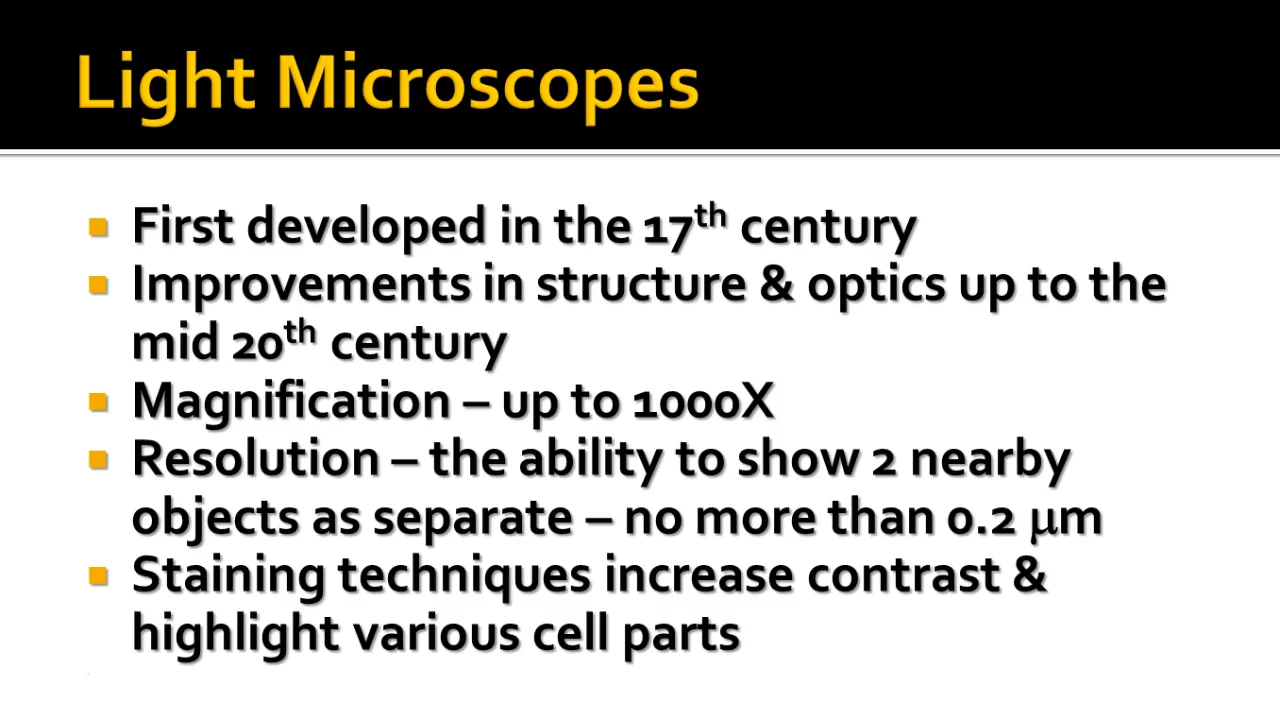 Light Microscopes
First developed in the 17th century
Improvements in structure & optics up to the
mid 20th century
Magnification – up to 1000X
Resolution – the ability to show 2 nearby
objects as separate – no more than 0.2 μm
Staining techniques increase contrast &
highlight various cell parts